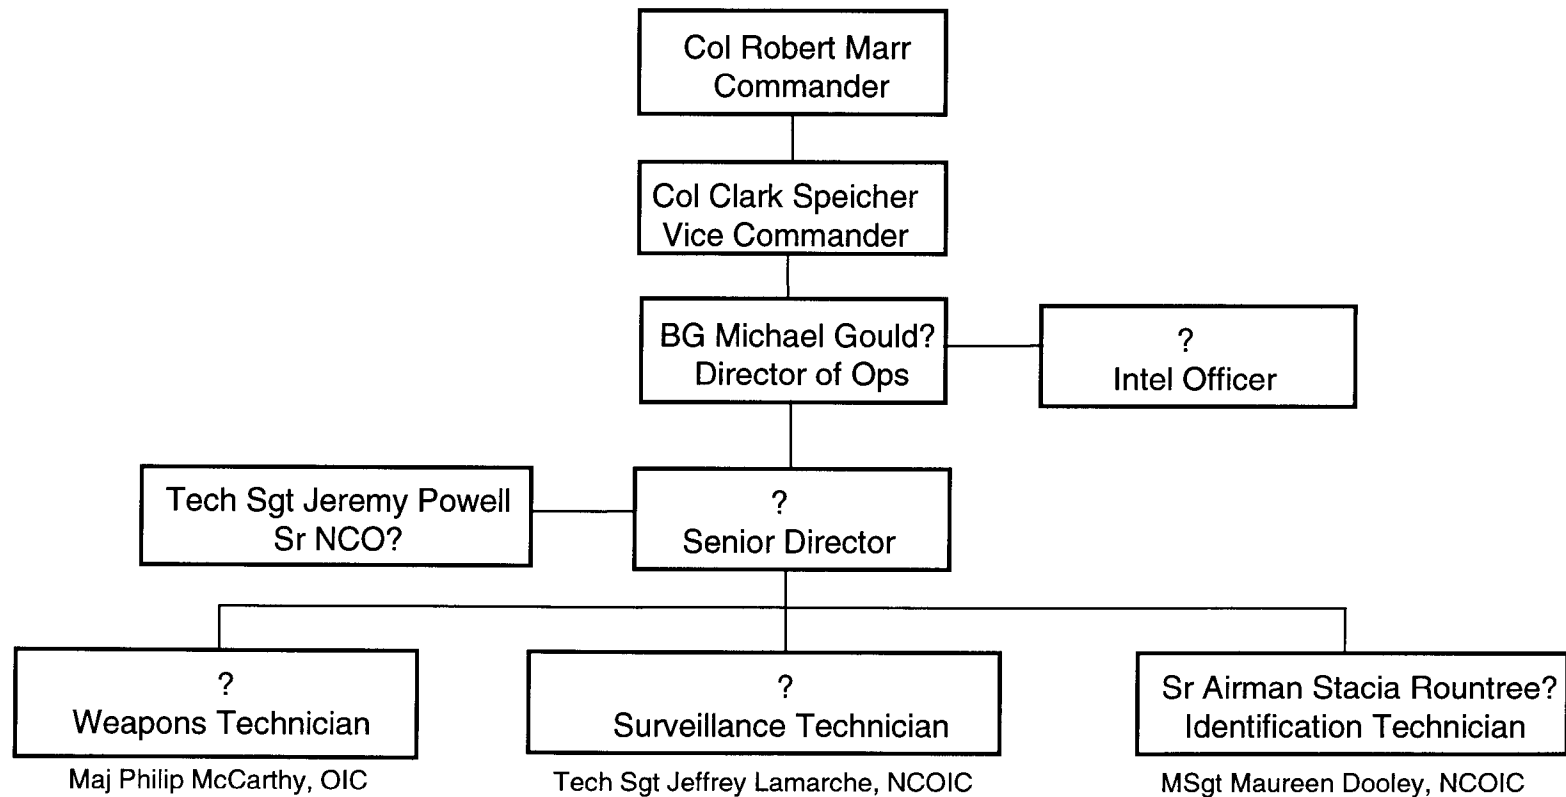 Col Robert Marr
Commander
Col Clark Speicher
Vice Commander
BG Michael Gould?
Director of Ops
?
Intel Officer
Tech Sgt Jeremy Powell
Sr NCO?
?
Senior Director
?
Weapons Technician
Maj Philip McCarthy, OIC
?
Surveillance Technician
Tech Sgt Jeffrey Lamarche, NCOIC
Sr Airman Stacia Rountree?
Identification Technician
MSgt Maureen Dooley, NCOIC